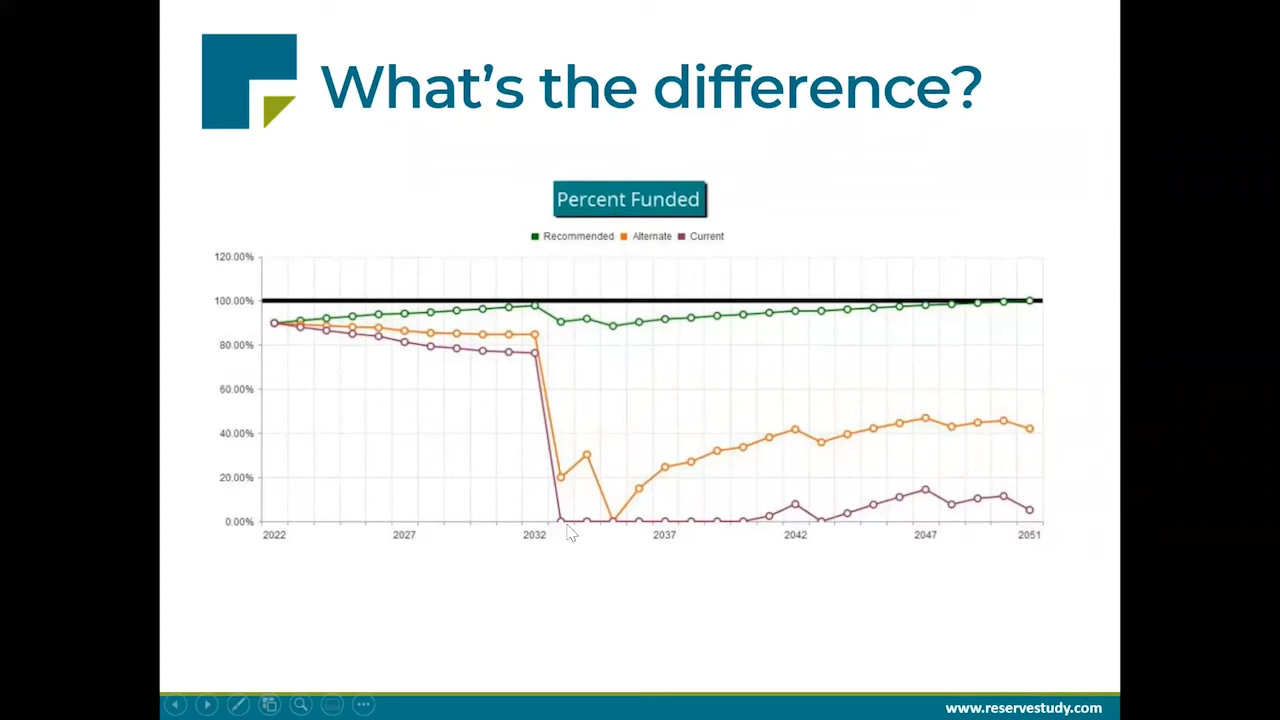 What's the difference?
Percent Funded
Recommended Alternate Current
120.00%
100.00%
80.00%
60.00%
40.00%
20.00%
0.00%
2022 2027 2032 2037 2042 2047 2051
www.reservestudy.com